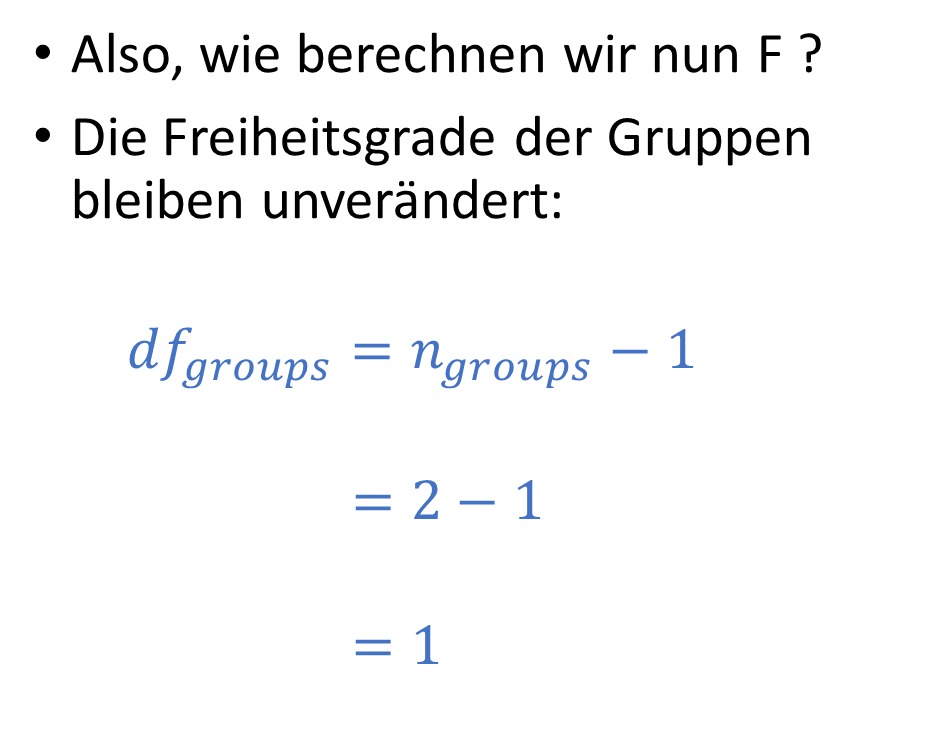 • Also, wie berechnen wir nun F ?
• Die Freiheitsgrade der Gruppen
bleiben unverändert:
df_groups = n_groups − 1
= 2 − 1
= 1